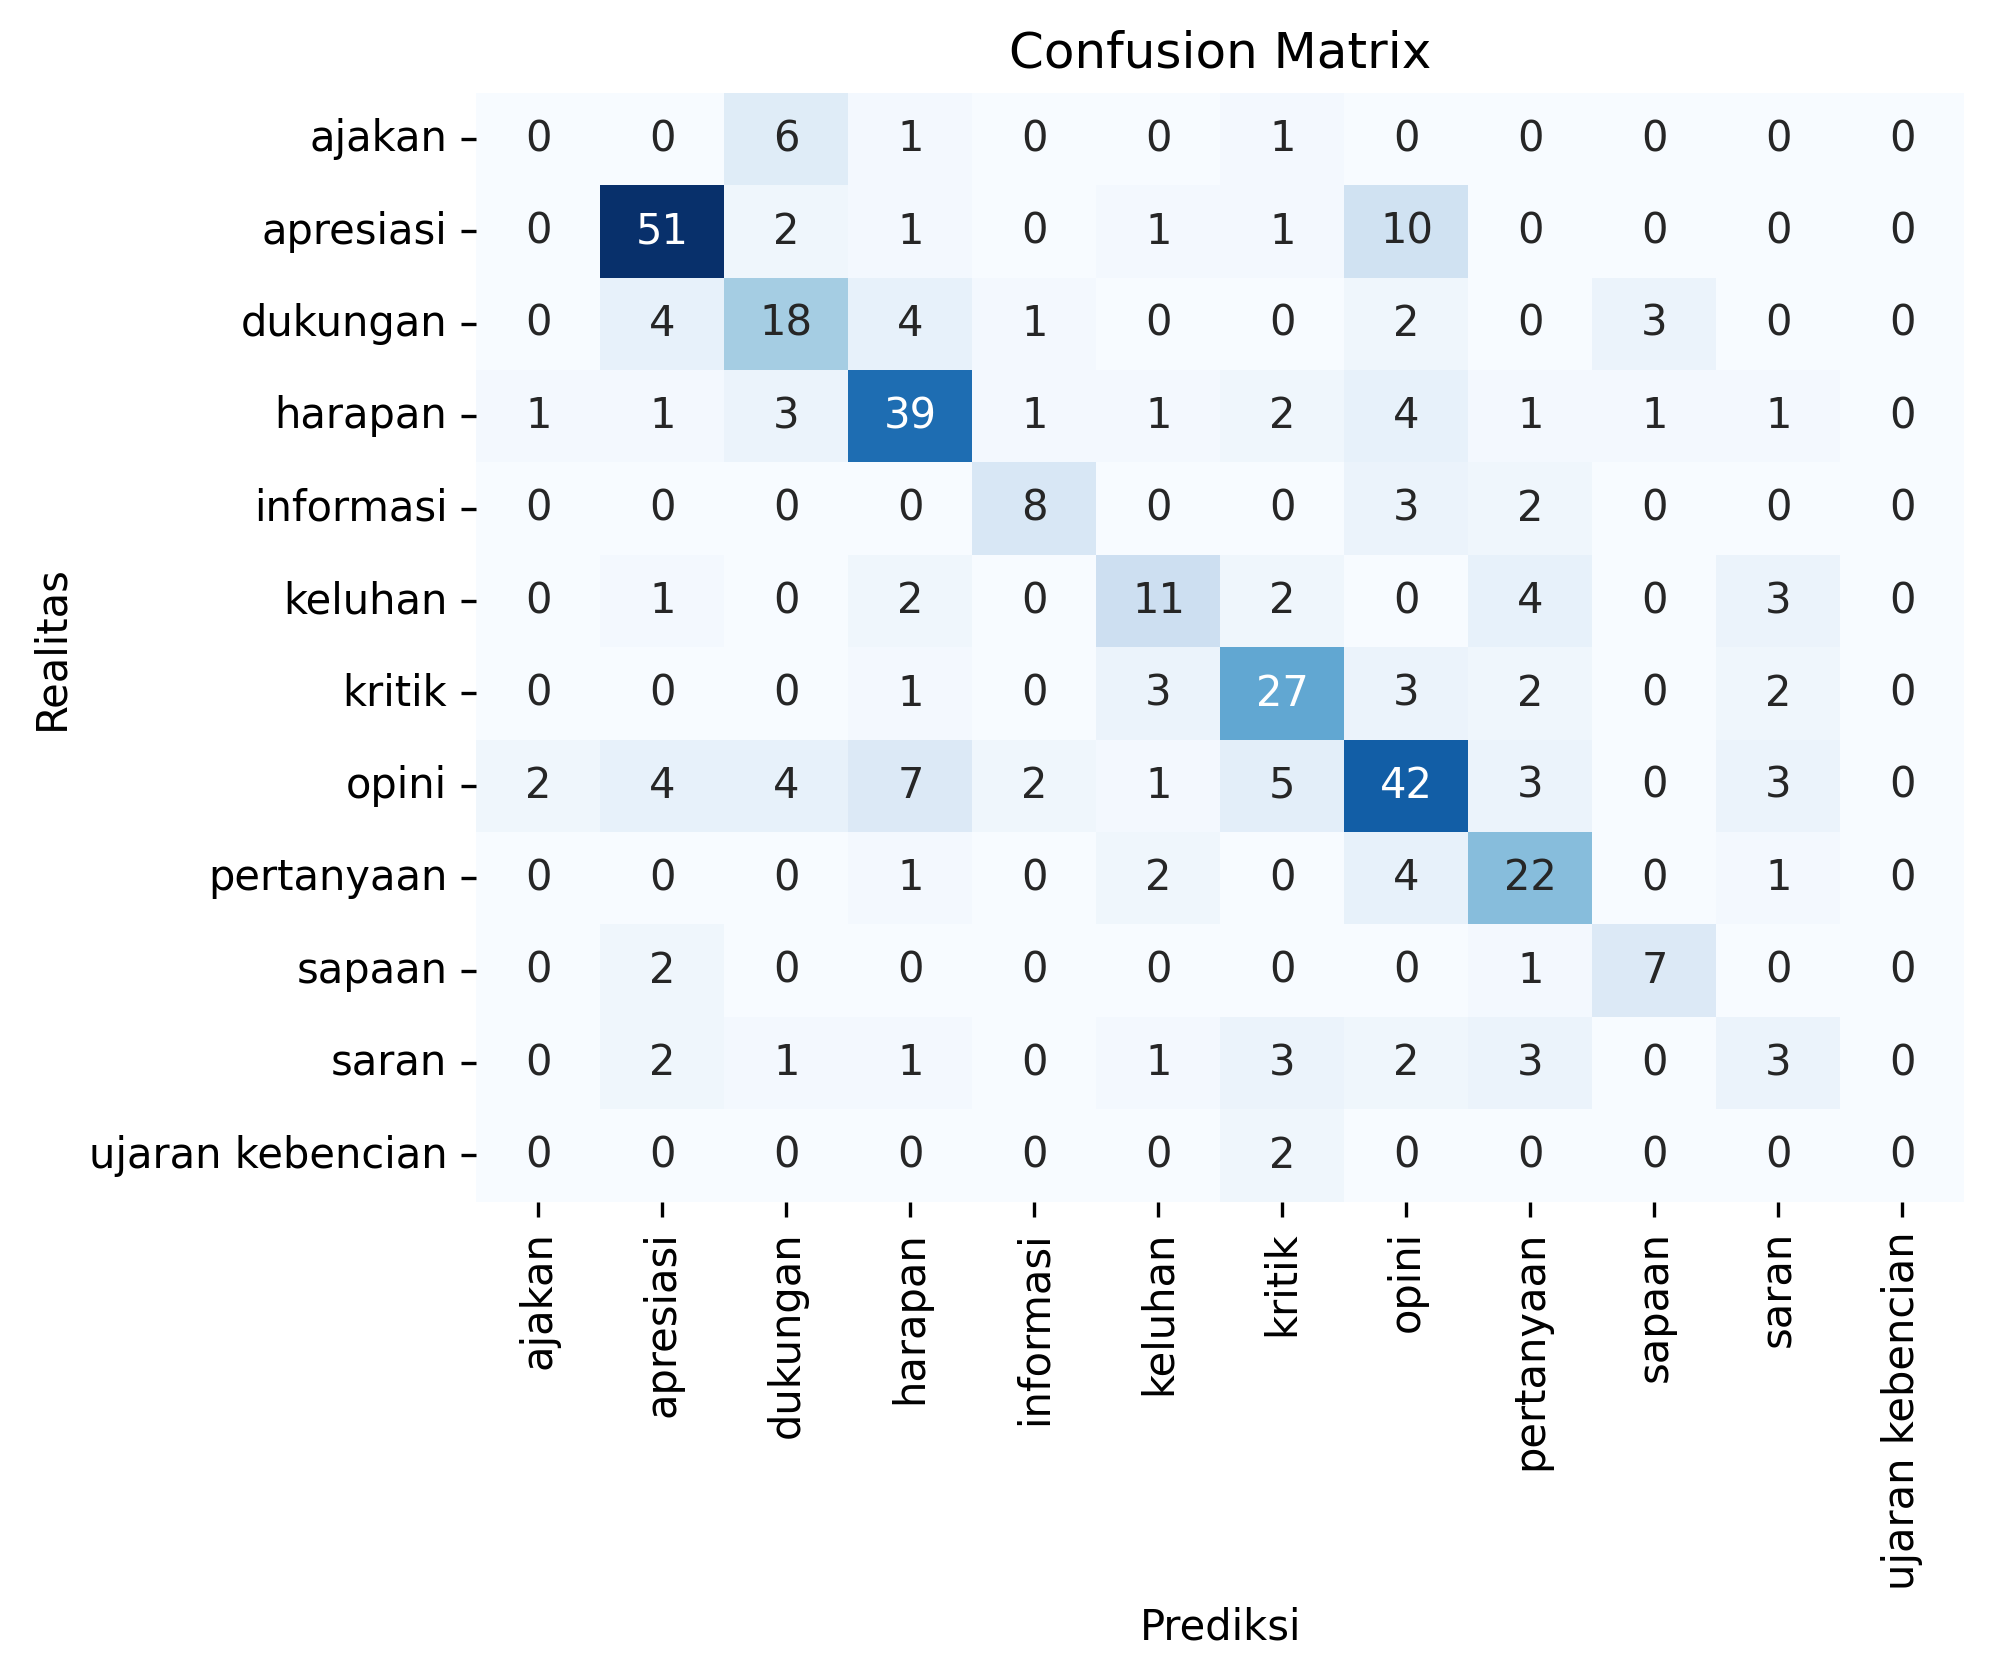 Confusion Matrix
ajakan 0 0 6 1 0 0 1 0 0 0 0 0
apresiasi 0 51 2 1 0 1 1 10 0 0 0 0
dukungan 0 4 18 4 1 0 0 2 0 3 0 0
harapan 1 1 3 39 1 1 2 4 1 1 1 0
informasi 0 0 0 0 8 0 0 3 2 0 0 0
keluhan 0 1 0 2 0 11 2 0 4 0 3 0
kritik 0 0 0 1 0 3 27 3 2 0 2 0
opini 2 4 4 7 2 1 5 42 3 0 3 0
pertanyaan 0 0 0 1 0 2 0 4 22 0 1 0
sapaan 0 2 0 0 0 0 0 0 1 7 0 0
saran 0 2 1 1 0 1 3 2 3 0 3 0
ujaran kebencian 0 0 0 0 0 0 2 0 0 0 0 0
Realitas
ajakan
apresiasi
dukungan
harapan
informasi
keluhan
kritik
opini
pertanyaan
sapaan
saran
ujaran kebencian
Prediksi